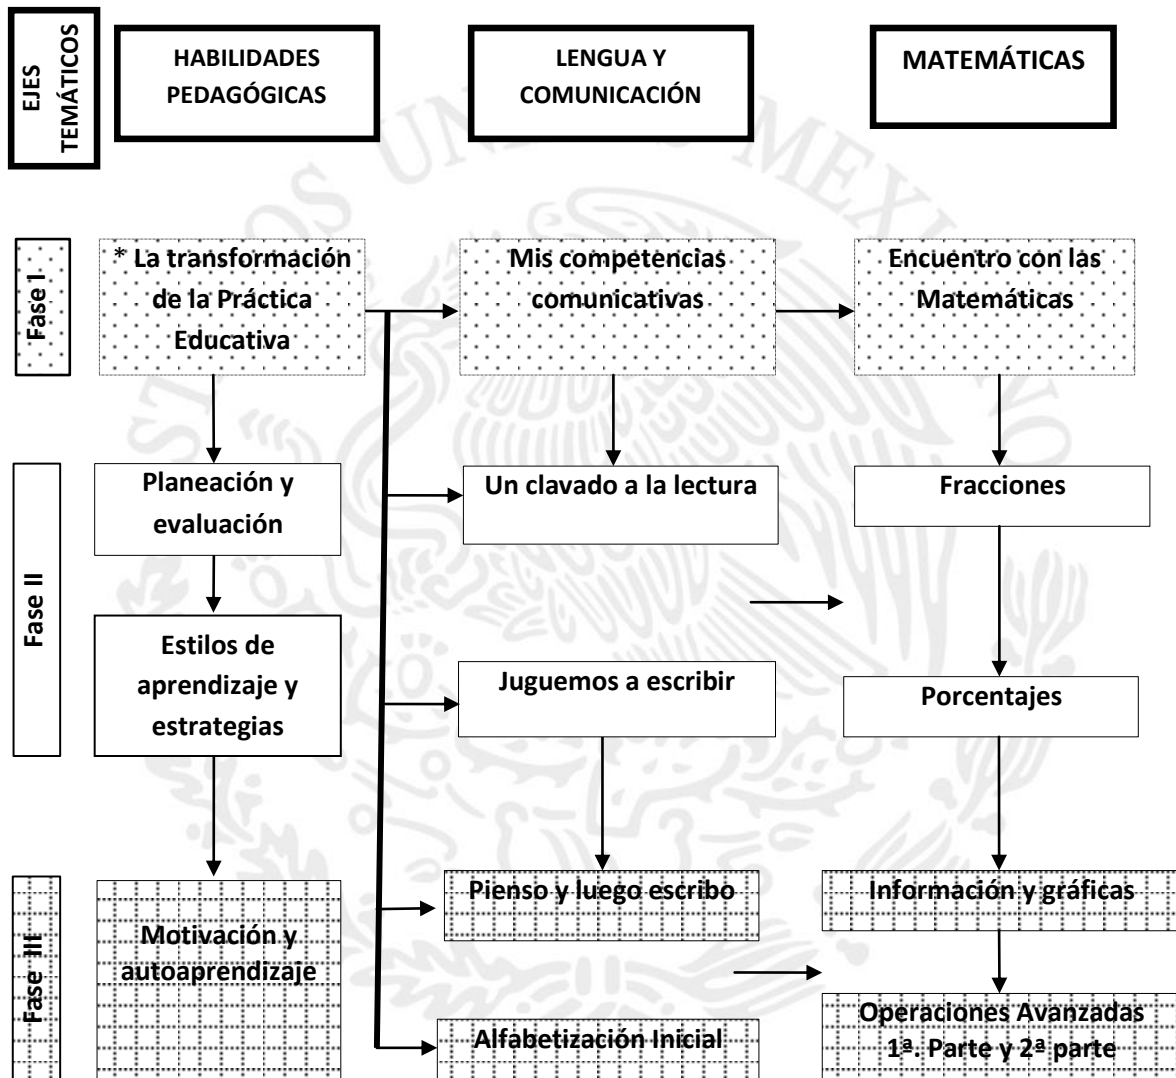 EJES
TEMÁTICOS
HABILIDADES
PEDAGÓGICAS
LENGUA Y
COMUNICACIÓN
MATEMÁTICAS
Fase I
* La transformación
de la Práctica
Educativa
Mis competencias
comunicativas
Encuentro con las
Matemáticas
Fase II
Planeación y
evaluación
Un clavado a la lectura
Fracciones
Estilos de
aprendizaje y
estrategias
Juguemos a escribir
Porcentajes
Fase III
Motivación y
autoaprendizaje
Pienso y luego escribo
Información y gráficas
Alfabetización Inicial
Operaciones Avanzadas
1ª. Parte y 2ª parte